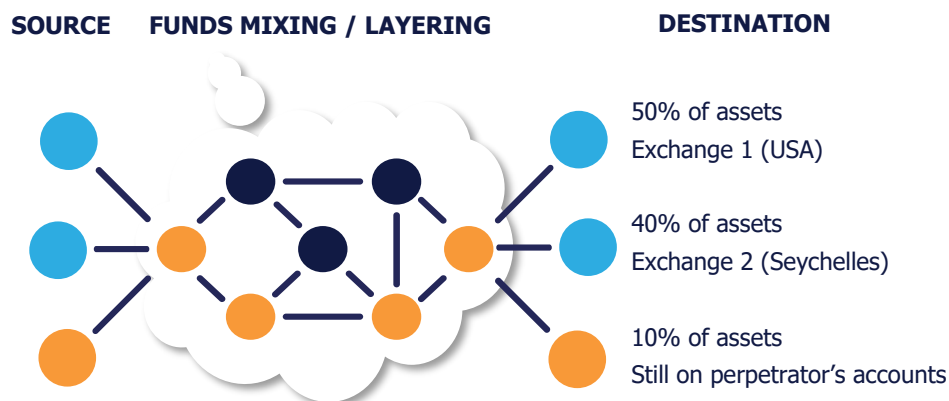 SOURCE
FUNDS MIXING / LAYERING
DESTINATION
50% of assets
Exchange 1 (USA)
40% of assets
Exchange 2 (Seychelles)
10% of assets
Still on perpetrator’s accounts